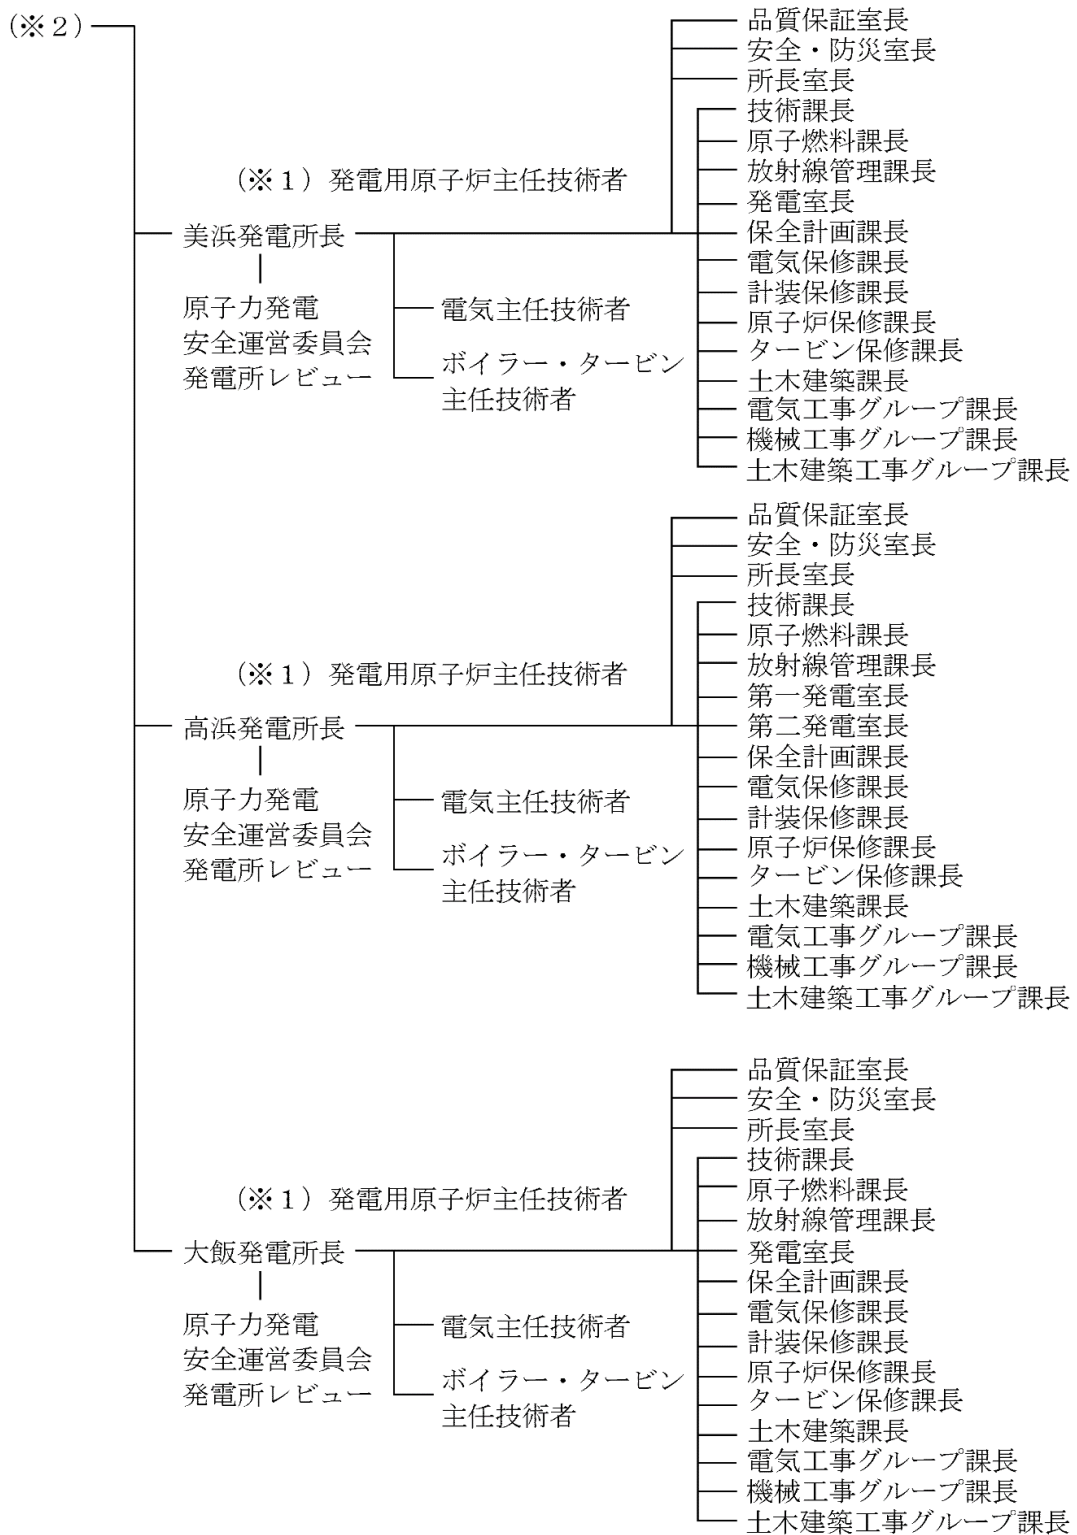 (※２)
品質保証室長
安全・防災室長
所長室長
技術課長
原子燃料課長
放射線管理課長
発電室長
保全計画課長
電気保修課長
計装保修課長
原子炉保修課長
タービン保修課長
土木建築課長
電気工事グループ課長
機械工事グループ課長
土木建築工事グループ課長
(※１) 発電用原子炉主任技術者
美浜発電所長
原子力発電
安全運営委員会
発電所レビュー
電気主任技術者
ボイラー・タービン
主任技術者
品質保証室長
安全・防災室長
所長室長
技術課長
原子燃料課長
放射線管理課長
第一発電室長
第二発電室長
保全計画課長
電気保修課長
計装保修課長
原子炉保修課長
タービン保修課長
土木建築課長
電気工事グループ課長
機械工事グループ課長
土木建築工事グループ課長
(※１) 発電用原子炉主任技術者
高浜発電所長
原子力発電
安全運営委員会
発電所レビュー
電気主任技術者
ボイラー・タービン
主任技術者
品質保証室長
安全・防災室長
所長室長
技術課長
原子燃料課長
放射線管理課長
発電室長
保全計画課長
電気保修課長
計装保修課長
原子炉保修課長
タービン保修課長
土木建築課長
電気工事グループ課長
機械工事グループ課長
土木建築工事グループ課長
(※１) 発電用原子炉主任技術者
大飯発電所長
原子力発電
安全運営委員会
発電所レビュー
電気主任技術者
ボイラー・タービン
主任技術者